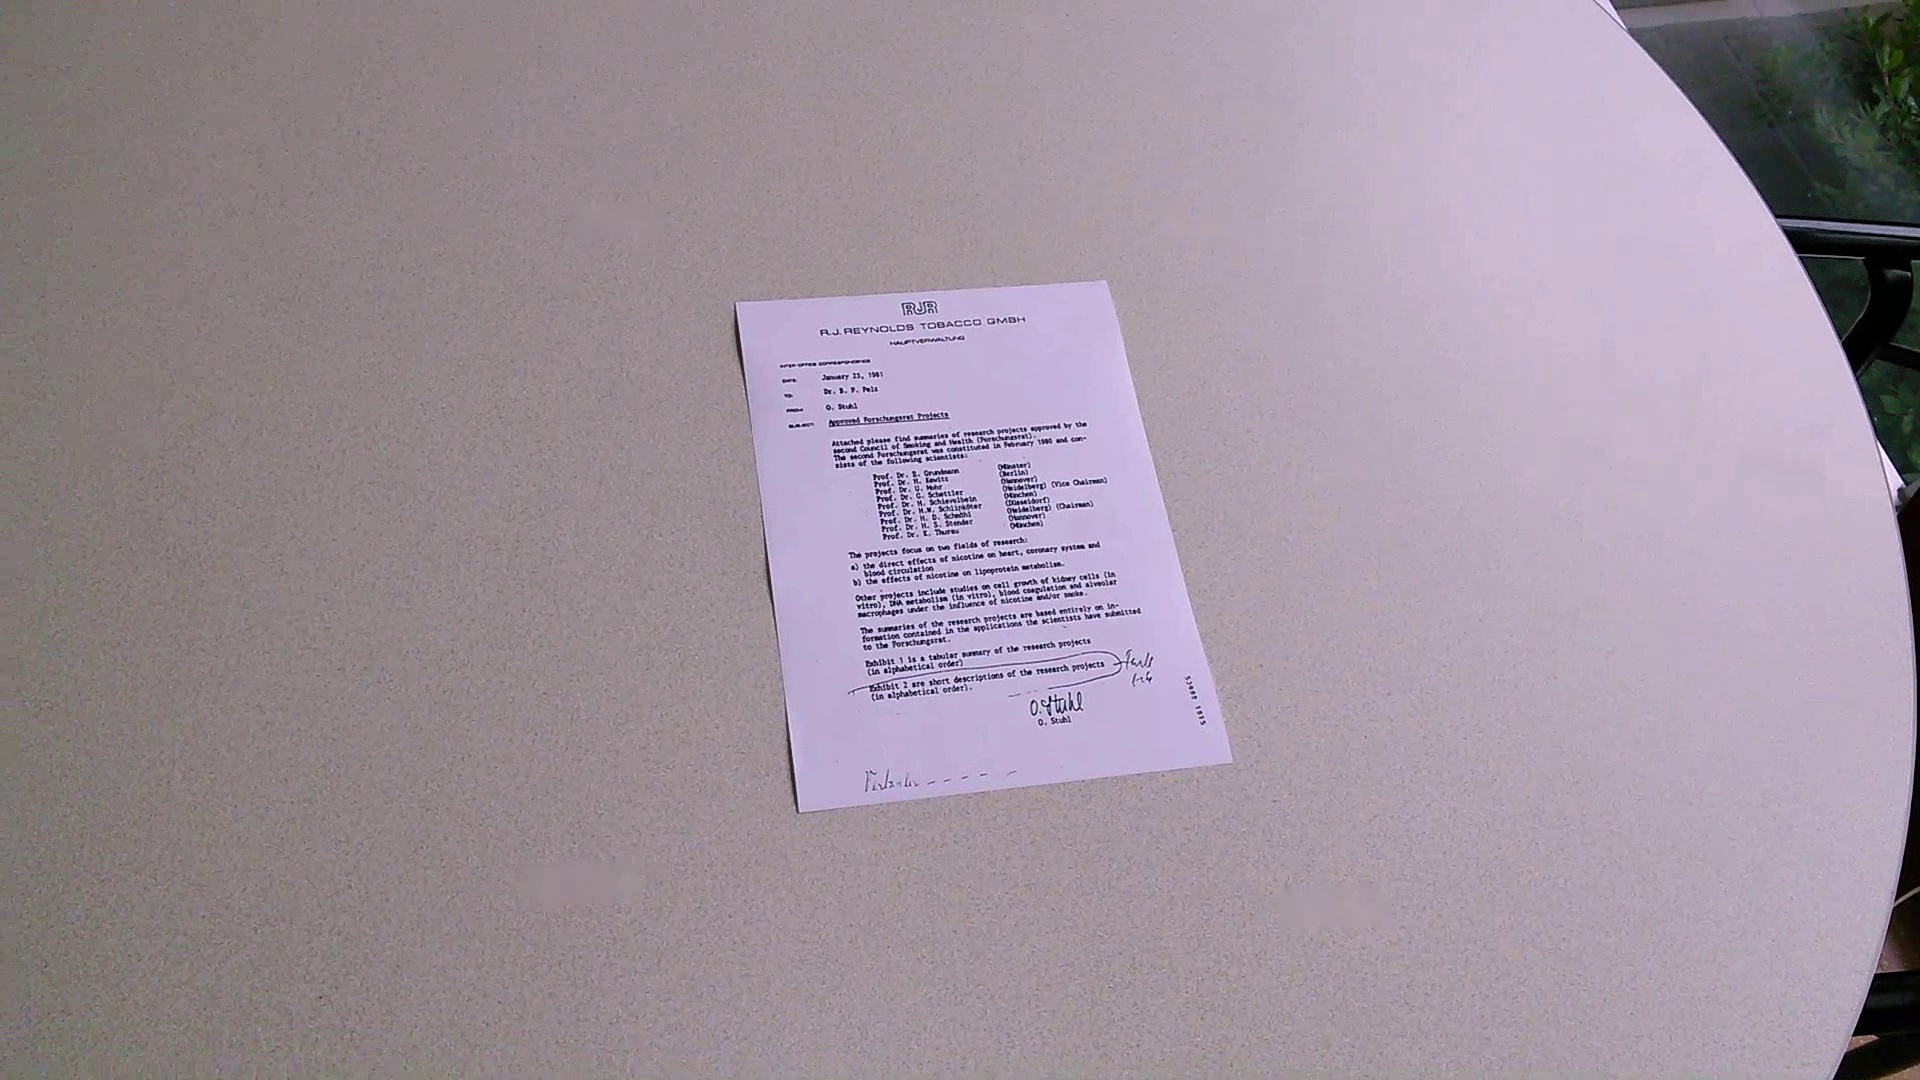 RJR
R.J. REYNOLDS TOBACCO GMBH
HAUPTVERWALTUNG
INTER-OFFICE CORRESPONDENCE
DATE: January 23, 1981
TO: Dr. B. F. Pelz
FROM: O. Stuhl
SUBJECT: Approved Forschungsrat Projects
Attached please find summaries of research projects approved by the
second Council of Smoking and Health (Forschungsrat).
The second Forschungsrat was constituted in February 1980 and con-
sists of the following scientists:
Prof. Dr. E. Grundmann (Münster)
Prof. Dr. H. Kewitz (Berlin)
Prof. Dr. U. Mohr (Hannover)
Prof. Dr. G. Schettler (Heidelberg) (Vice Chairman)
Prof. Dr. H. Schievelbein (München)
Prof. Dr. H.W. Schlipköter (Düsseldorf)
Prof. Dr. H. D. Schmähl (Heidelberg) (Chairman)
Prof. Dr. H. S. Stender (Hannover)
Prof. Dr. K. Thurau (München)
The projects focus on two fields of research:
a) the direct effects of nicotine on heart, coronary system and
blood circulation
b) the effects of nicotine on lipoprotein metabolism.
Other projects include studies on cell growth of kidney cells (in
vitro), DNA metabolism (in vitro), blood coagulation and alveolar
macrophages under the influence of nicotine and/or smoke.
The summaries of the research projects are based entirely on in-
formation contained in the applications the scientists have submitted
to the Forschungsrat.
Exhibit 1 is a tabular summary of the research projects
(in alphabetical order)
Exhibit 2 are short descriptions of the research projects
(in alphabetical order).
O. Stuhl
O. Stuhl